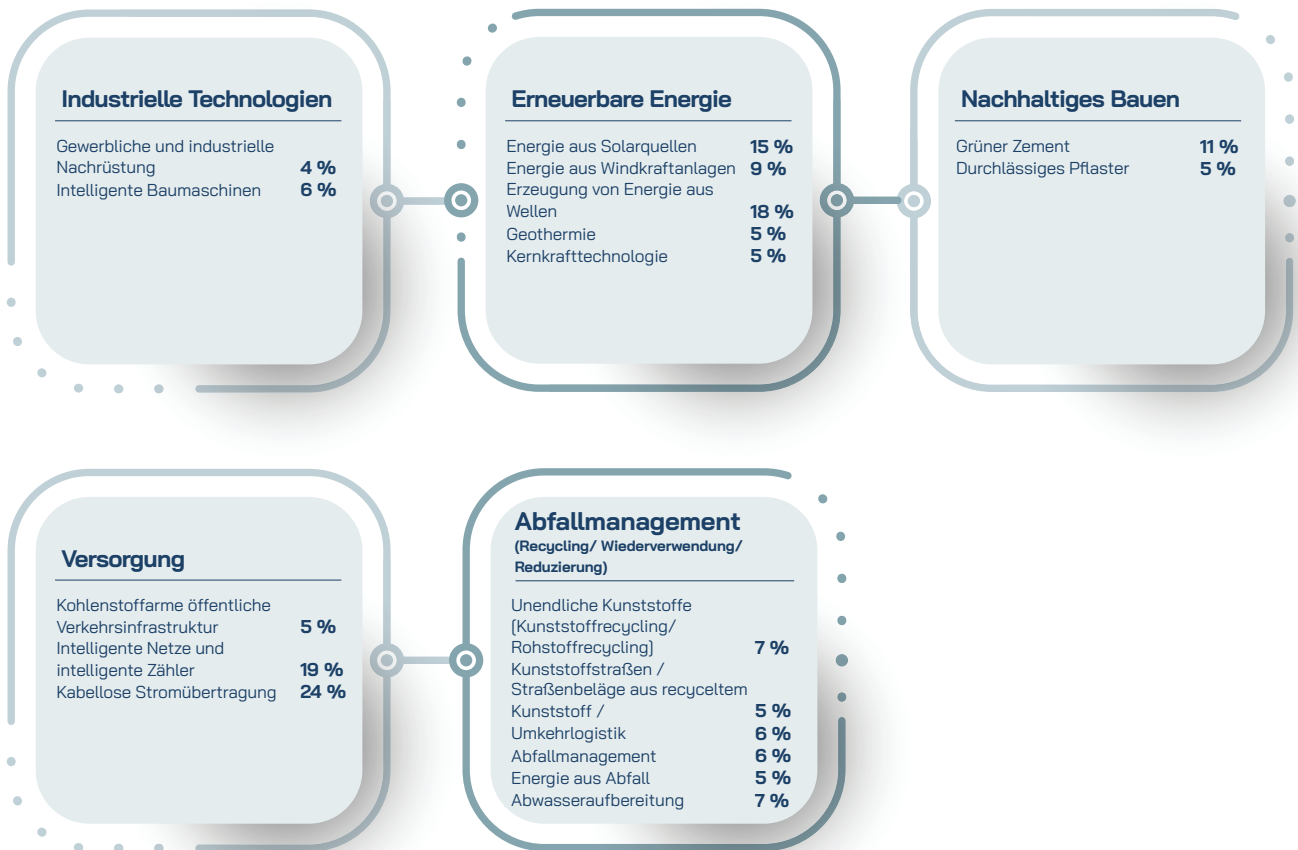 Industrielle Technologien
Gewerbliche und industrielle
Nachrüstung 4 %
Intelligente Baumaschinen 6 %
Erneuerbare Energie
Energie aus Solarquellen 15 %
Energie aus Windkraftanlagen 9 %
Erzeugung von Energie aus
Wellen 18 %
Geothermie 5 %
Kernkrafttechnologie 5 %
Nachhaltiges Bauen
Grüner Zement 11 %
Durchlässiges Pflaster 5 %
Versorgung
Kohlenstoffarme öffentliche
Verkehrsinfrastruktur 5 %
Intelligente Netze und
intelligente Zähler 19 %
Kabellose Stromübertragung 24 %
Abfallmanagement
(Recycling/ Wiederverwendung/
Reduzierung)
Unendliche Kunststoffe
(Kunststoffrecycling/
Rohstoffrecycling) 7 %
Kunststoffstraßen /
Straßenbeläge aus recyceltem
Kunststoff / 5 %
Umkehrlogistik 6 %
Abfallmanagement 6 %
Energie aus Abfall 5 %
Abwasseraufbereitung 7 %